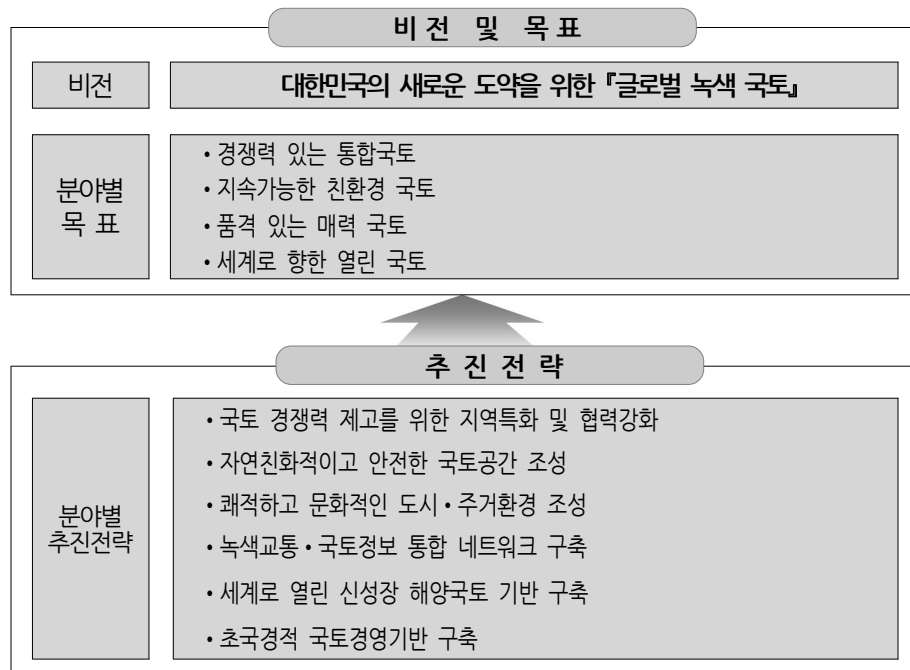 비전 및 목표
비전
대한민국의 새로운 도약을 위한 『글로벌 녹색 국토』
분야별
목 표
• 경쟁력 있는 통합국토
• 지속가능한 친환경 국토
• 품격 있는 매력 국토
• 세계로 향한 열린 국토
추 진 전 략
분야별
추진전략
• 국토 경쟁력 제고를 위한 지역특화 및 협력강화
• 자연친화적이고 안전한 국토공간 조성
• 쾌적하고 문화적인 도시•주거환경 조성
• 녹색교통•국토정보 통합 네트워크 구축
• 세계로 열린 신성장 해양국토 기반 구축
• 초국경적 국토경영기반 구축